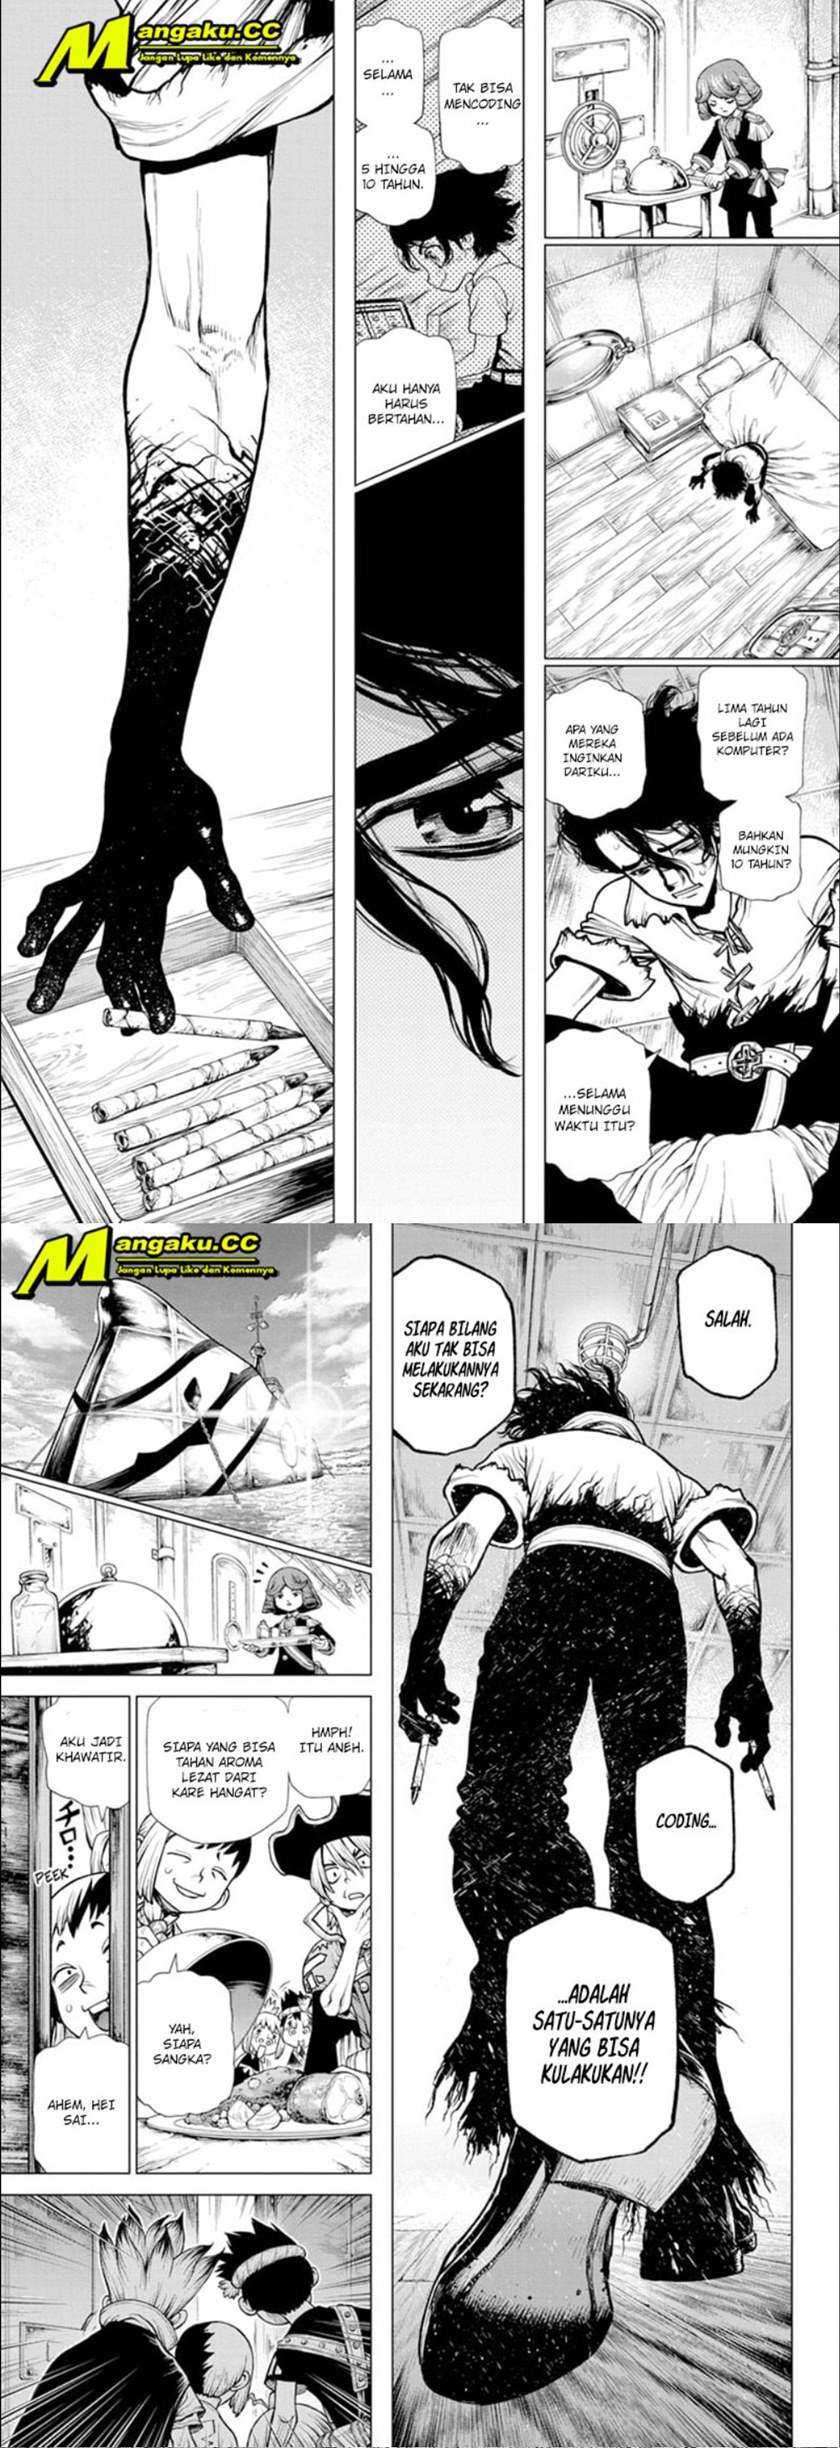 Mangaku.CC
Jangan Lupa Like dan Komennya
LIMA TAHUN
LAGI
SEBELUM ADA
KOMPUTER?
BAHKAN
MUNGKIN
10 TAHUN?
APA YANG
MEREKA
INGINKAN
DARIKU...
...SELAMA
MENUNGGU
WAKTU ITU?
TAK BISA
MENCODING
...
...
SELAMA
...
...
5 HINGGA
10 TAHUN.
AKU HANYA
HARUS
BERTAHAN...
Mangaku.CC
Jangan Lupa Like dan Komennya
SALAH.
SIAPA BILANG
AKU TAK BISA
MELAKUKANNYA
SEKARANG?
CODING...
...ADALAH
SATU-SATUNYA
YANG BISA
KULAKUKAN!!
HMPH!
ITU ANEH.
SIAPA YANG BISA
TAHAN AROMA
LEZAT DARI
KARE HANGAT?
YAH,
SIAPA
SANGKA?
AKU JADI
KHAWATIR.
チロ...
PEEK
AHEM, HEI
SAI...